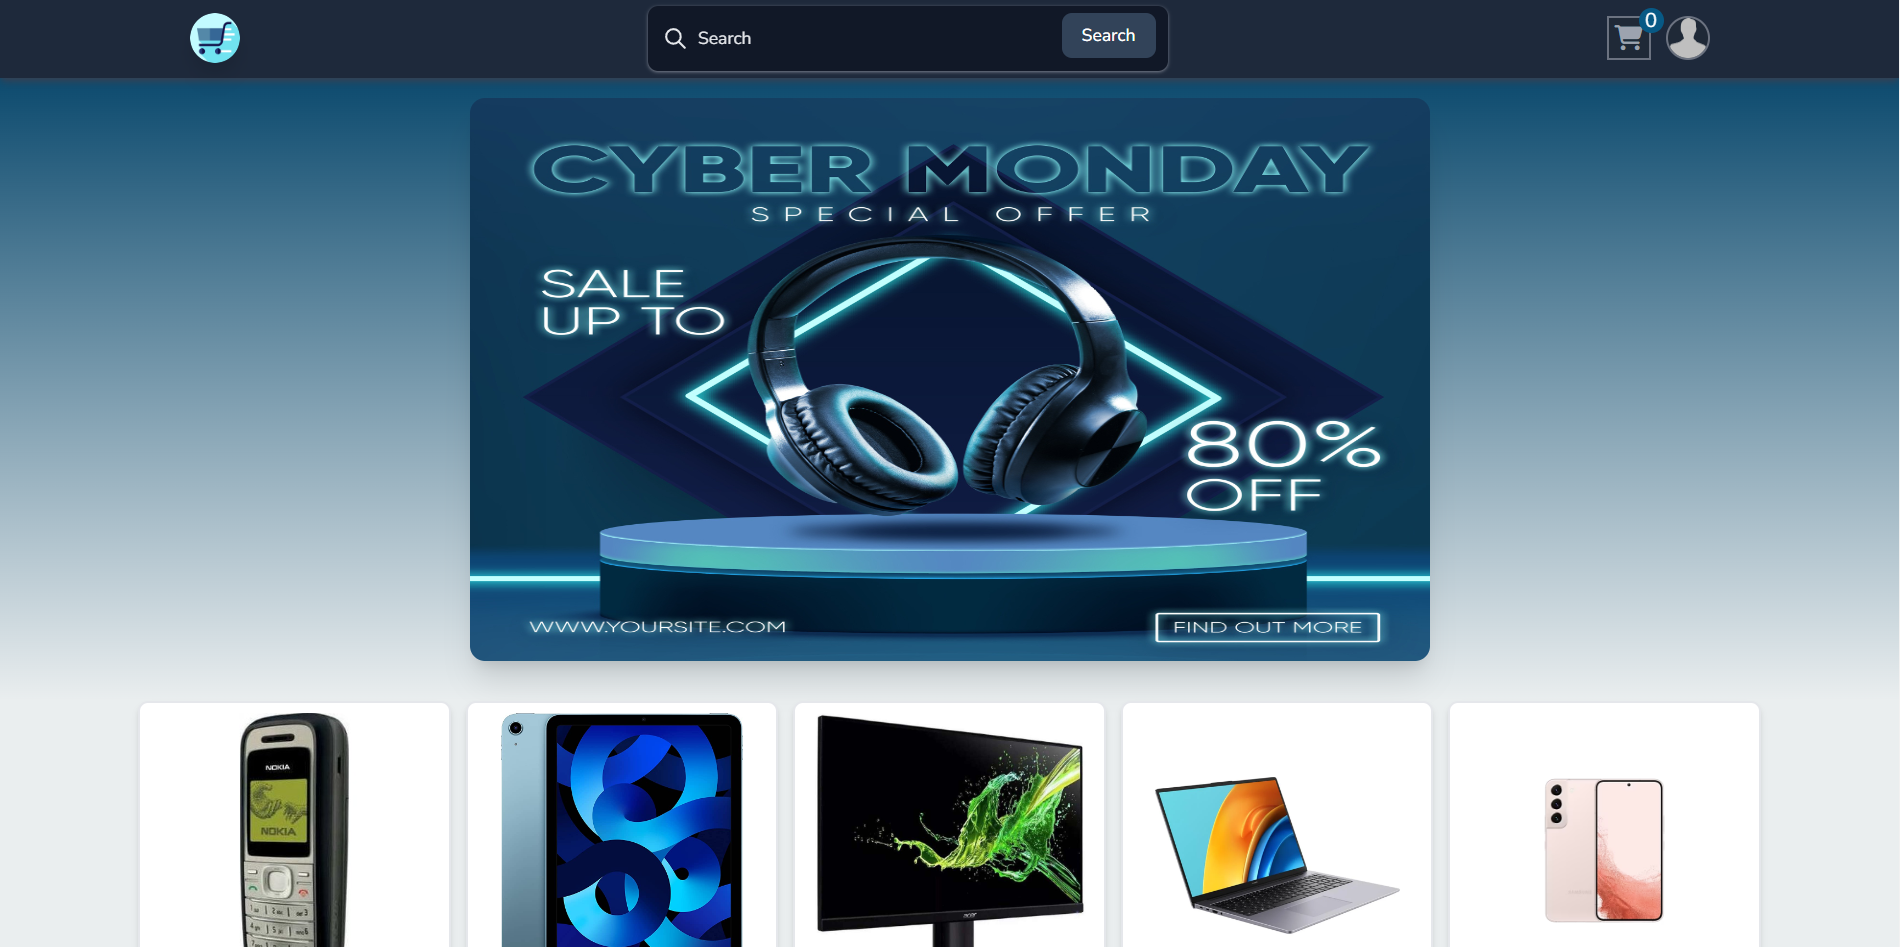 Search
Search
0
CYBER MONDAY
SPECIAL OFFER
SALE
UP TO
80%
OFF
WWW.YOURSITE.COM
FIND OUT MORE
NOKIA
NOKIA
acer